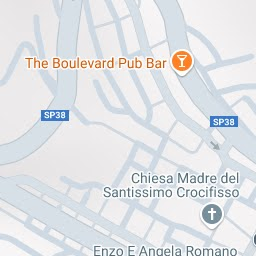 The Boulevard Pub Bar
SP38
SP38
Chiesa Madre del
Santissimo Crocifisso
Enzo E Angela Romano